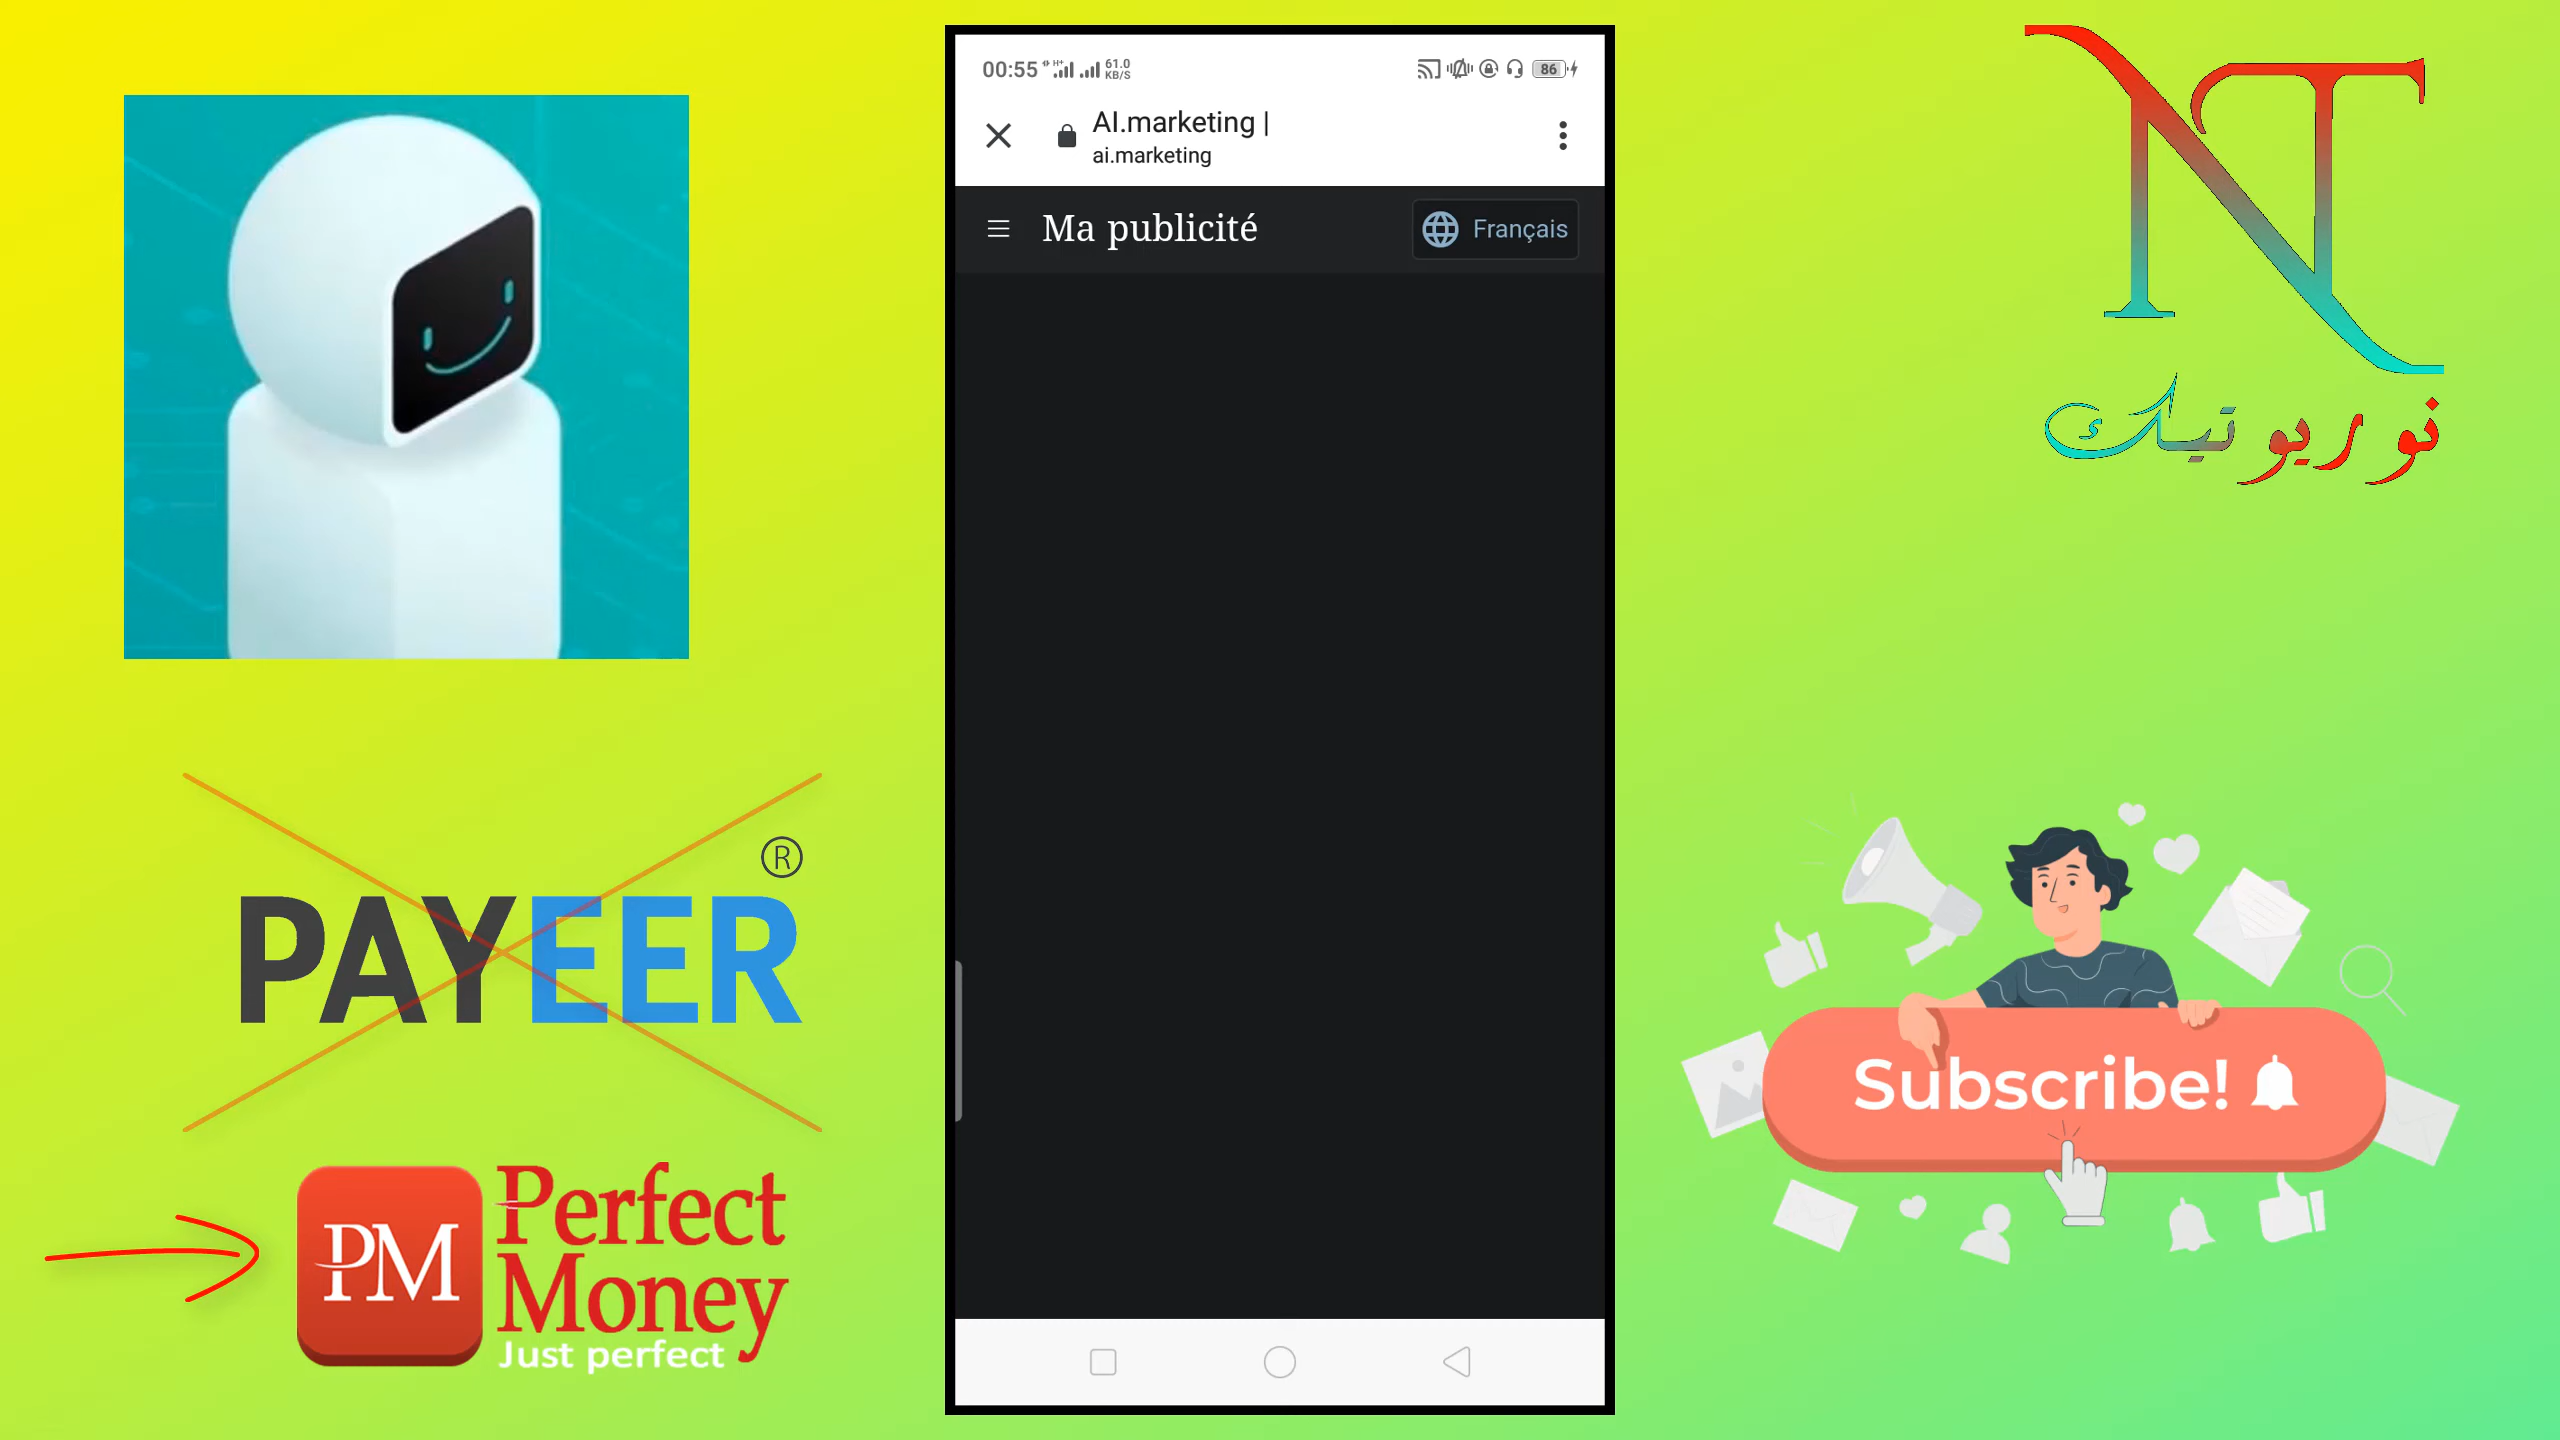 00:55
H+
61.0
KB/S
86
AI.marketing |
ai.marketing
Ma publicité
Français
NT
نوريوتيك
PAYEER®
PM
Perfect
Money
Just perfect
Subscribe!